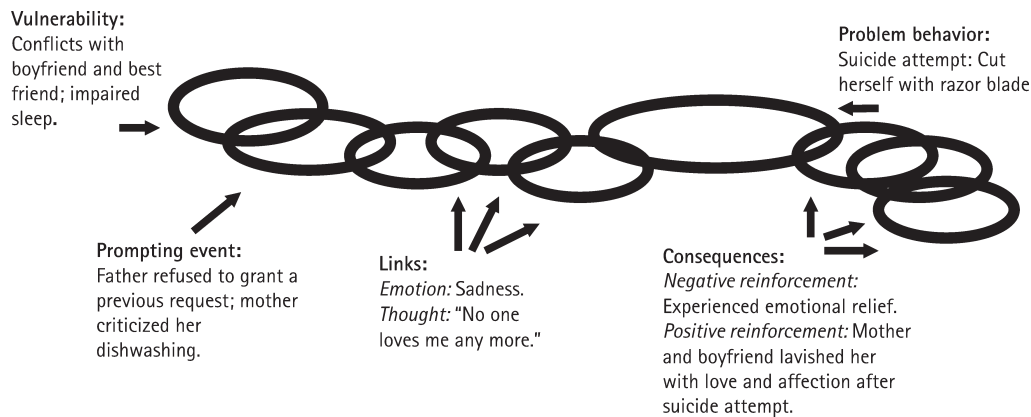 Vulnerability:
Conflicts with
boyfriend and best
friend; impaired
sleep.
Problem behavior:
Suicide attempt: Cut
herself with razor blade
Prompting event:
Father refused to grant a
previous request; mother
criticized her
dishwashing.
Links:
Emotion: Sadness.
Thought: “No one
loves me any more.”
Consequences:
Negative reinforcement:
Experienced emotional relief.
Positive reinforcement: Mother
and boyfriend lavished her
with love and affection after
suicide attempt.